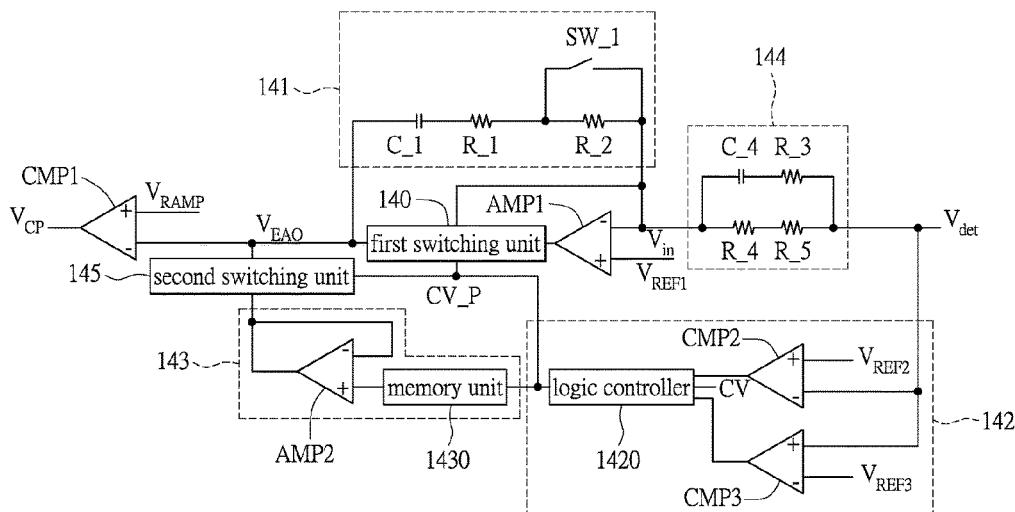 SW_1
141
144
C_1
R_1
R_2
C_4
R_3
CMP1
V_RAMP
140
AMP1
V_CP
V_EAO
first switching unit
V_in
R_4
R_5
V_det
V_REF1
145
second switching unit
CV_P
143
CMP2
V_REF2
memory unit
logic controller
CV
142
AMP2
1430
1420
CMP3
V_REF3